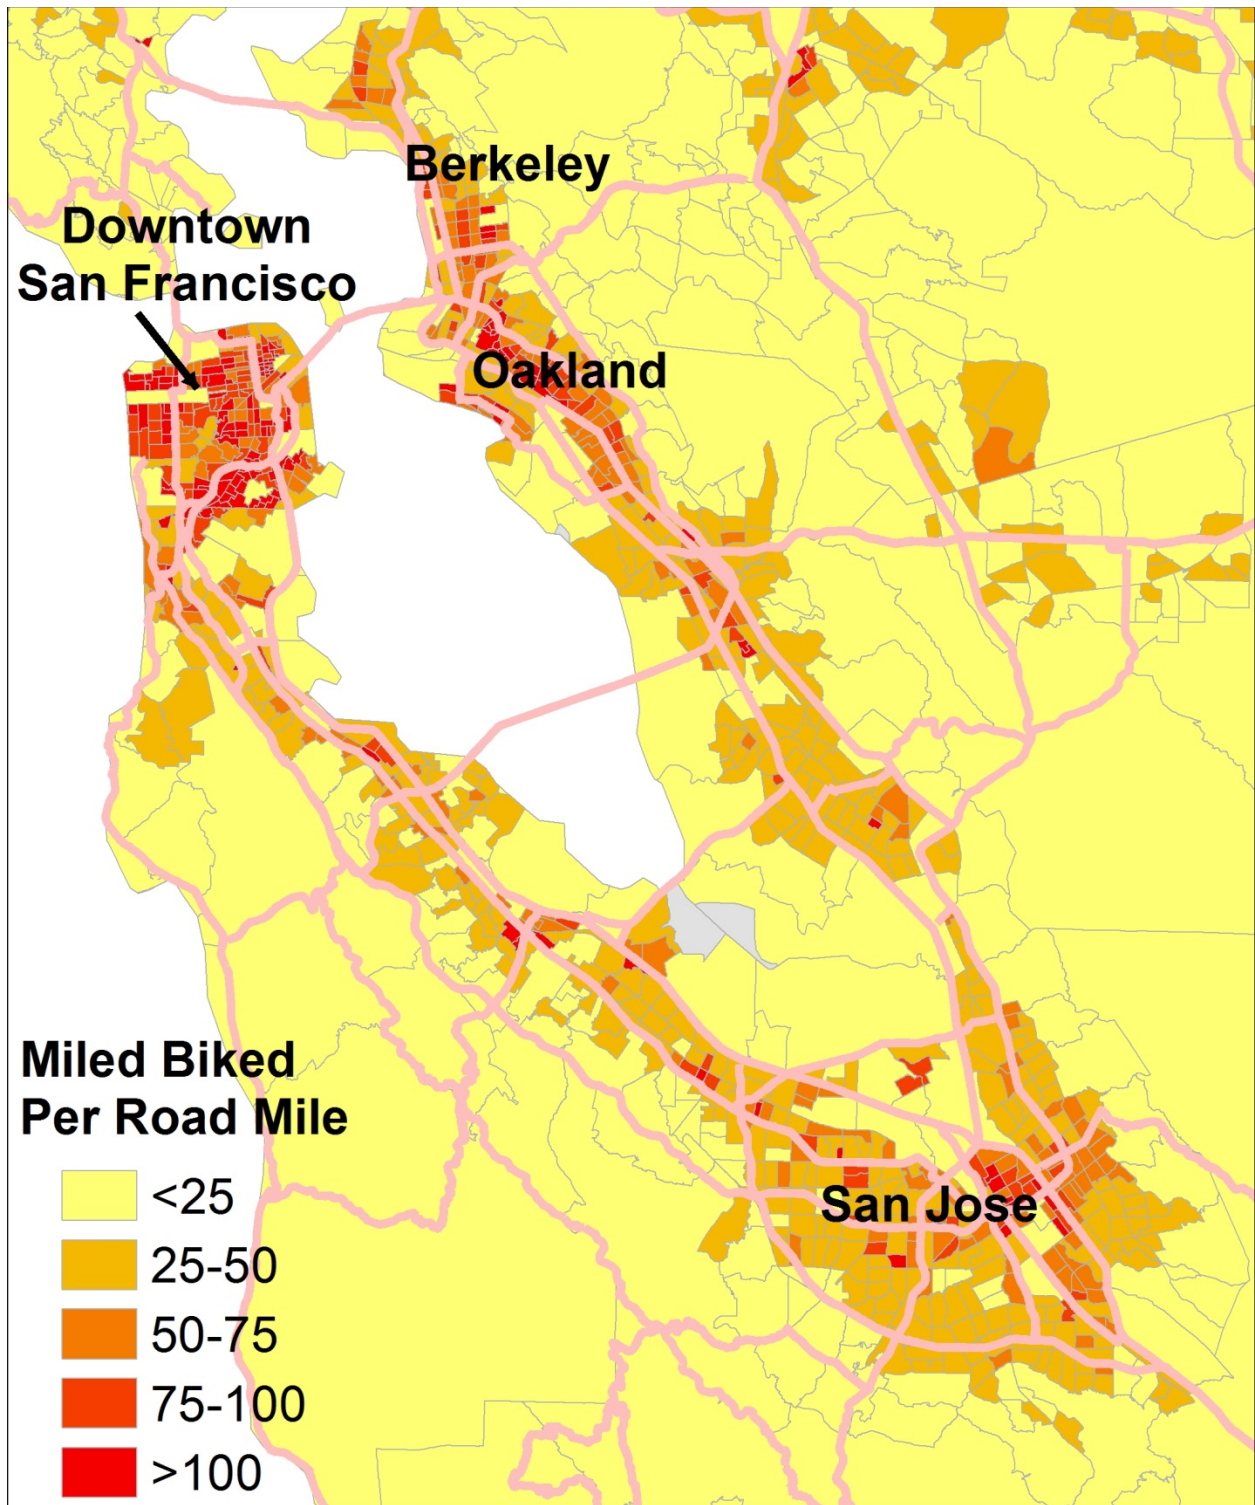 Berkeley
Downtown
San Francisco
Oakland
San Jose
Miled Biked
Per Road Mile
<25
25-50
50-75
75-100
>100